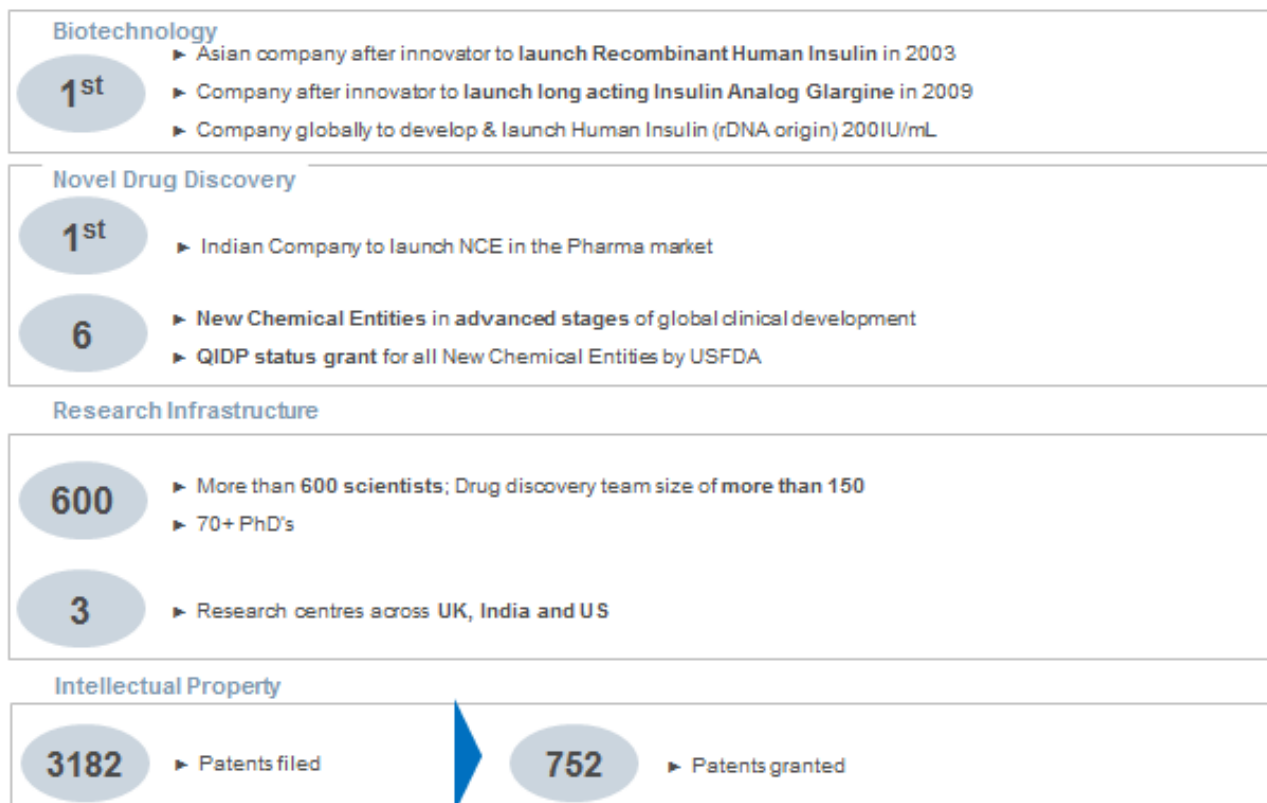 Biotechnology
1st
► Asian company after innovator to launch Recombinant Human Insulin in 2003
► Company after innovator to launch long acting Insulin Analog Glargine in 2009
► Company globally to develop & launch Human Insulin (rDNA origin) 200IU/mL
Novel Drug Discovery
1st
► Indian Company to launch NCE in the Pharma market
6
► New Chemical Entities in advanced stages of global clinical development
► QIDP status grant for all New Chemical Entities by USFDA
Research Infrastructure
600
► More than 600 scientists; Drug discovery team size of more than 150
► 70+ PhD's
3
► Research centres across UK, India and US
Intellectual Property
3182 ► Patents filed 752 ► Patents granted